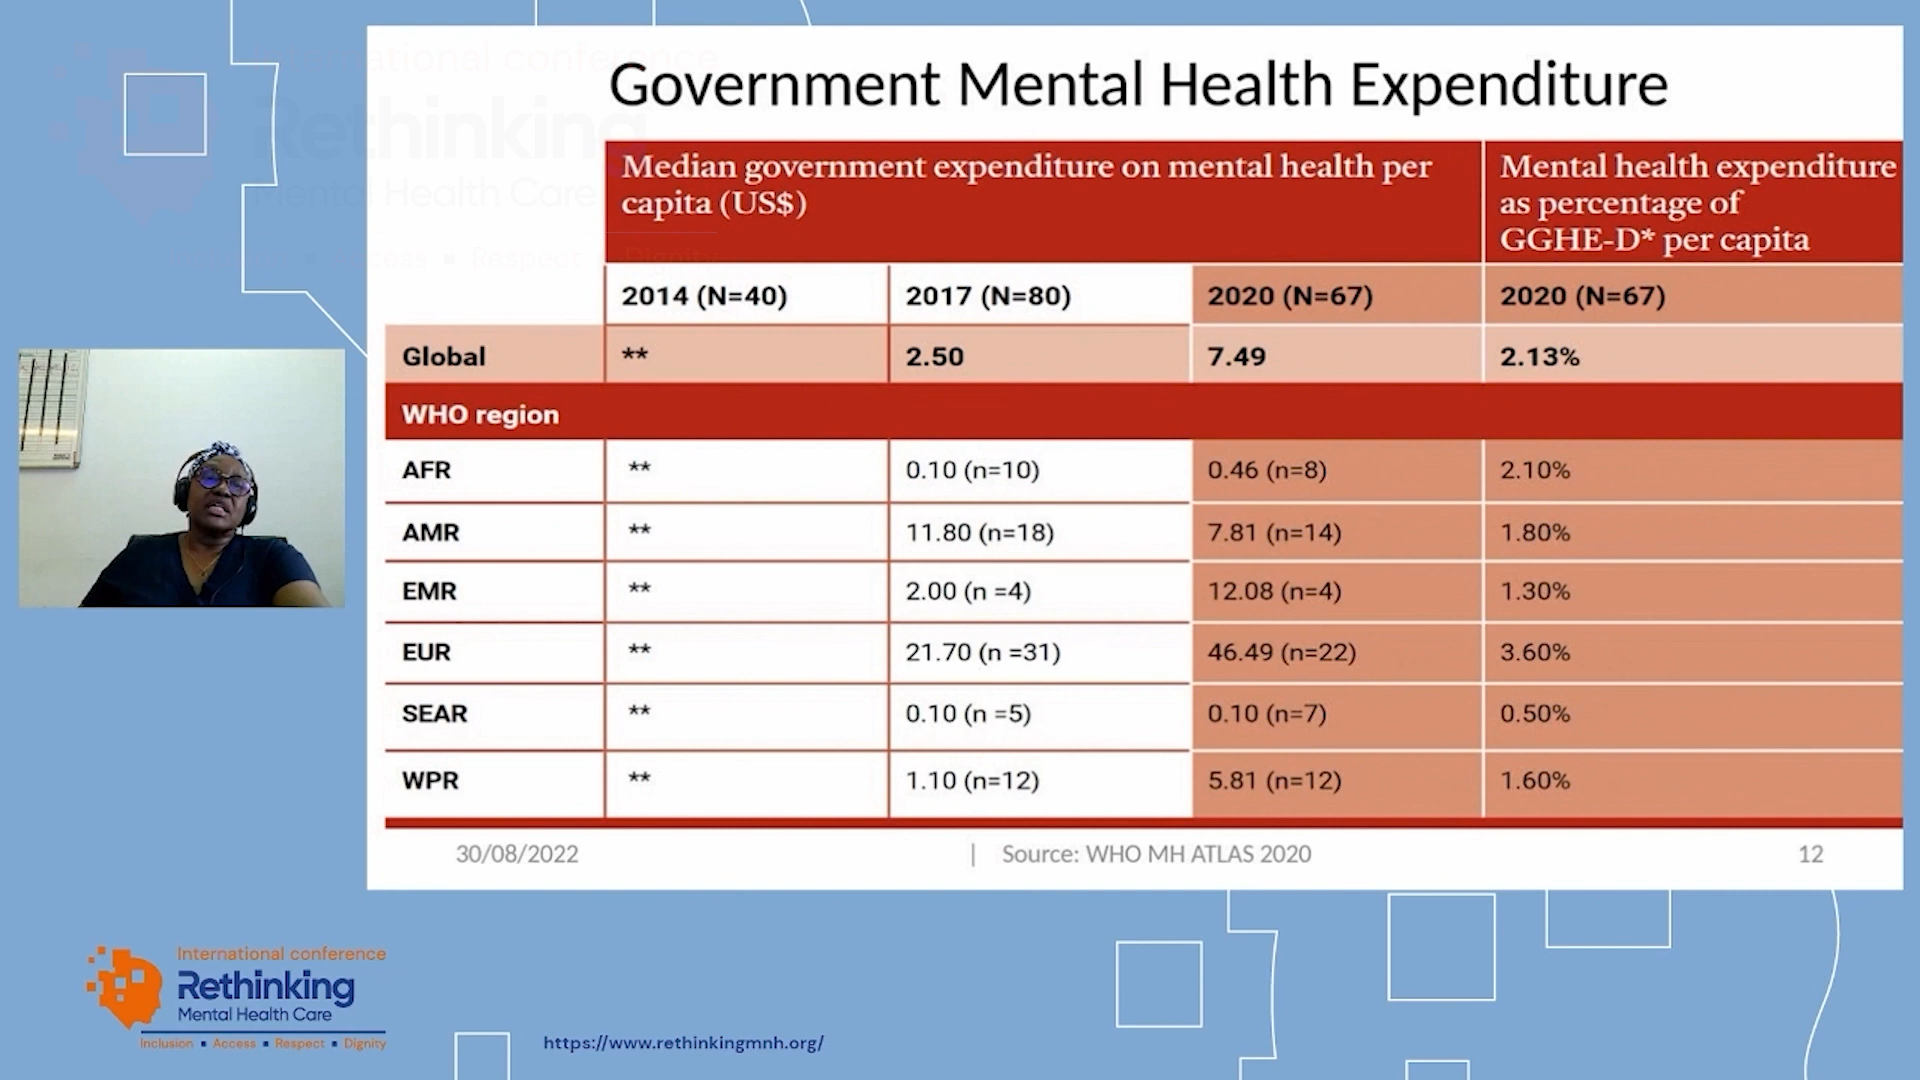 Government Mental Health Expenditure
Median government expenditure on mental health per
capita (US$)
Mental health expenditure
as percentage of
GGHE-D* per capita
2014 (N=40) 2017 (N=80) 2020 (N=67) 2020 (N=67)
Global ** 2.50 7.49 2.13%
WHO region
AFR ** 0.10 (n=10) 0.46 (n=8) 2.10%
AMR ** 11.80 (n=18) 7.81 (n=14) 1.80%
EMR ** 2.00 (n =4) 12.08 (n=4) 1.30%
EUR ** 21.70 (n =31) 46.49 (n=22) 3.60%
SEAR ** 0.10 (n =5) 0.10 (n=7) 0.50%
WPR ** 1.10 (n=12) 5.81 (n=12) 1.60%
30/08/2022 | Source: WHO MH ATLAS 2020 12
International conference
Rethinking
Mental Health Care
Inclusion ▪ Access ▪ Respect ▪ Dignity
https://www.rethinkingmnh.org/